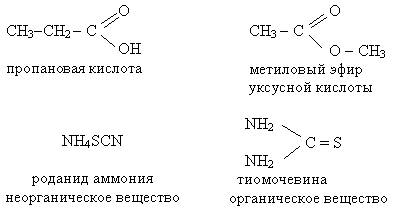 CH₃–CH₂–C
O
OH
пропановая кислота
CH₃–C
O
O–CH₃
метиловый эфир
уксусной кислоты
NH₄SCN
роданид аммония
неорганическое вещество
NH₂
C=S
NH₂
тиомочевина
органическое вещество